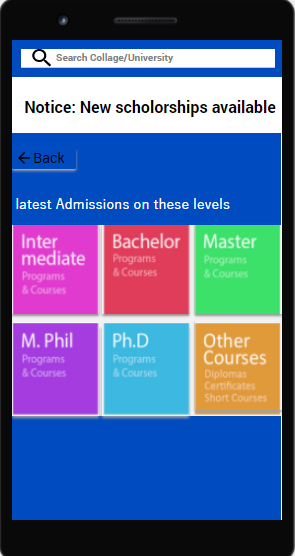 Search Collage/University
Notice: New scholorships available
Back
latest Admissions on these levels
Inter
mediate
Programs
& Courses
Bachelor
Programs
& Courses
Master
Programs
& Courses
M. Phil
Programs
& Courses
Ph.D
Programs
& Courses
Other
Courses
Diplomas
Certificates
Short Courses